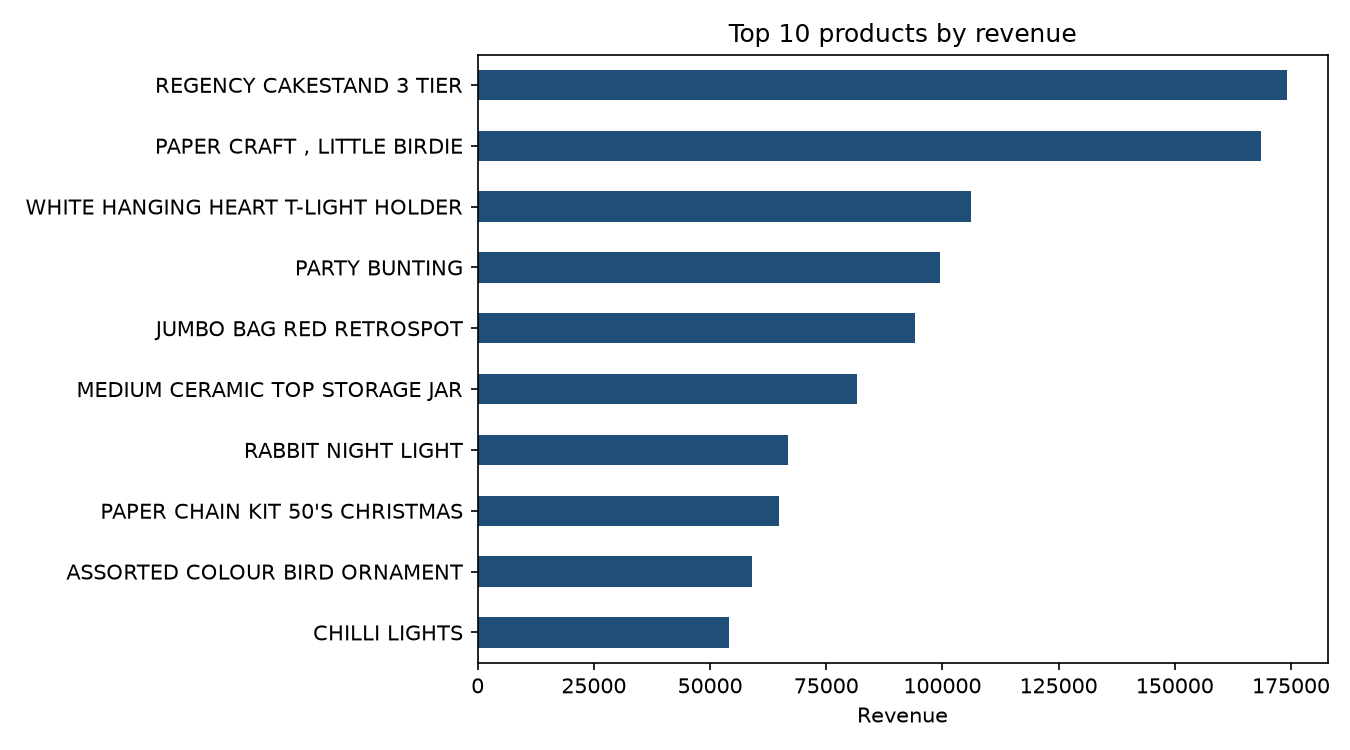 Top 10 products by revenue
REGENCY CAKESTAND 3 TIER
PAPER CRAFT , LITTLE BIRDIE
WHITE HANGING HEART T-LIGHT HOLDER
PARTY BUNTING
JUMBO BAG RED RETROSPOT
MEDIUM CERAMIC TOP STORAGE JAR
RABBIT NIGHT LIGHT
PAPER CHAIN KIT 50'S CHRISTMAS
ASSORTED COLOUR BIRD ORNAMENT
CHILLI LIGHTS
0 25000 50000 75000 100000 125000 150000 175000
Revenue